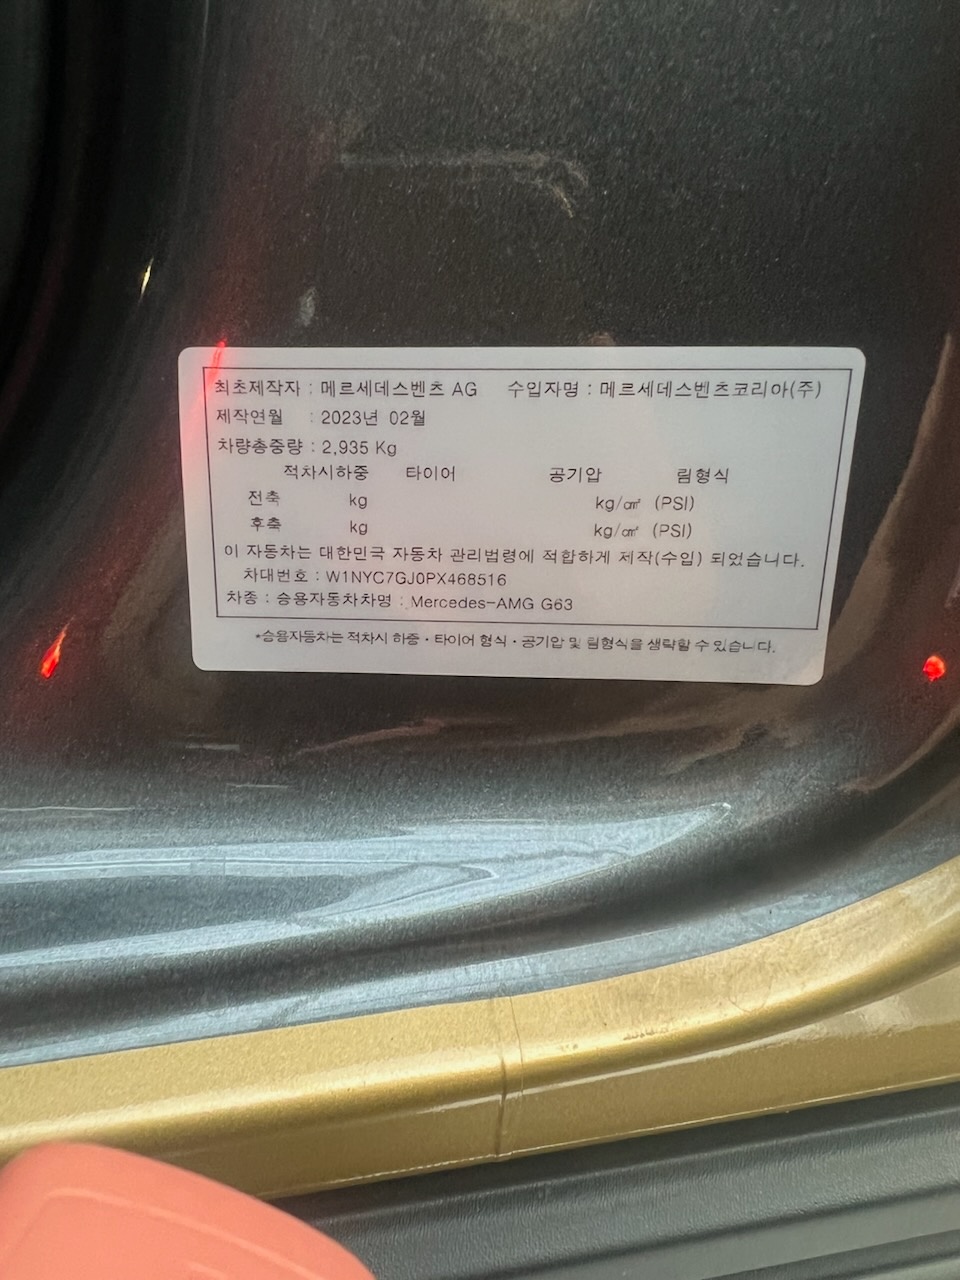 최초제작자 : 메르세데스벤츠 AG 수입자명 : 메르세데스벤츠코리아(주)
제작연월 : 2023년 02월
차량총중량 : 2,935 Kg
적차시하중 타이어 공기압 림형식
전축 kg kg/㎠ (PSI)
후축 kg kg/㎠ (PSI)
이 자동차는 대한민국 자동차 관리법령에 적합하게 제작(수입) 되었습니다.
차대번호 : W1NYC7GJ0PX468516
차종 : 승용자동차차명 : Mercedes-AMG G63
*승용자동차는 적차시 하중・타이어 형식・공기압 및 림형식을 생략할 수 있습니다.